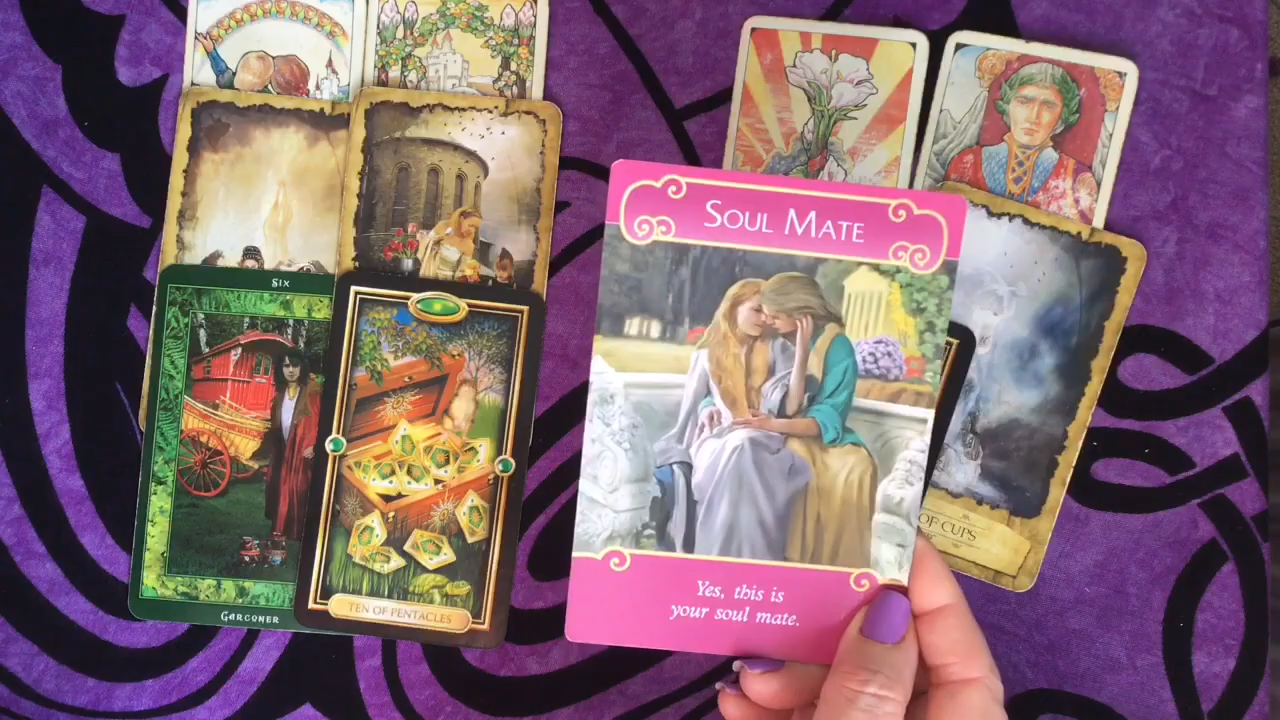 SOUL MATE
OF CUPS
SIX
Yes, this is
your soul mate.
TEN OF PENTACLES
GARCONER